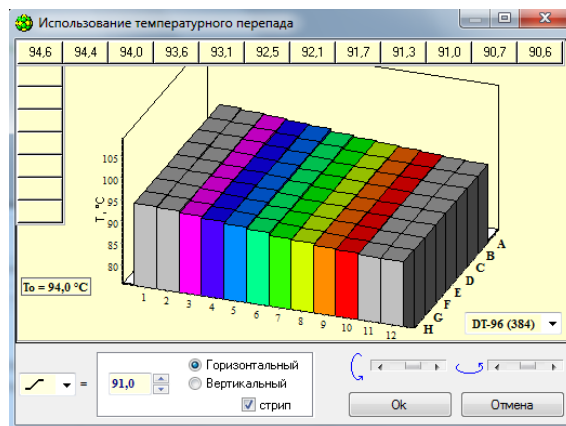 Использование температурного перепада
94,6 94,4 94,0 93,6 93,1 92,5 92,1 91,7 91,3 91,0 90,7 90,6
105
100
95
90
85
80
T, °C
To = 94,0 °C
1 2 3 4 5 6 7 8 9 10 11 12
A
B
C
D
E
F
G
H
DT-96 (384)
= 91,0
Горизонтальный
Вертикальный
стрип
Ok
Отмена